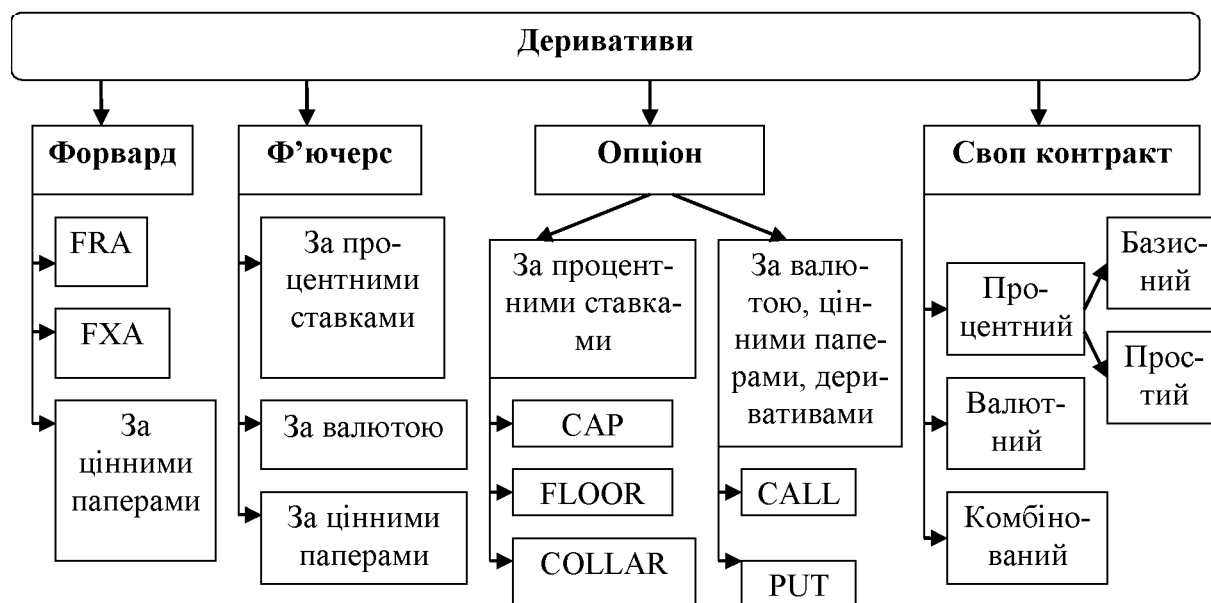 Деривативи
Форвард
Ф’ючерс
Опціон
Своп контракт
FRA
FXA
За
цінними
паперами
За про-
центними
ставками
За валютою
За цінними
паперами
За процент-
ними ставка-
ми
CAP
FLOOR
COLLAR
За валю-
тою, цін-
ними папе-
рами, дери-
вативами
CALL
PUT
Про-
центний
Базис-
ний
Прос-
тий
Валют-
ний
Комбіно-
ваний